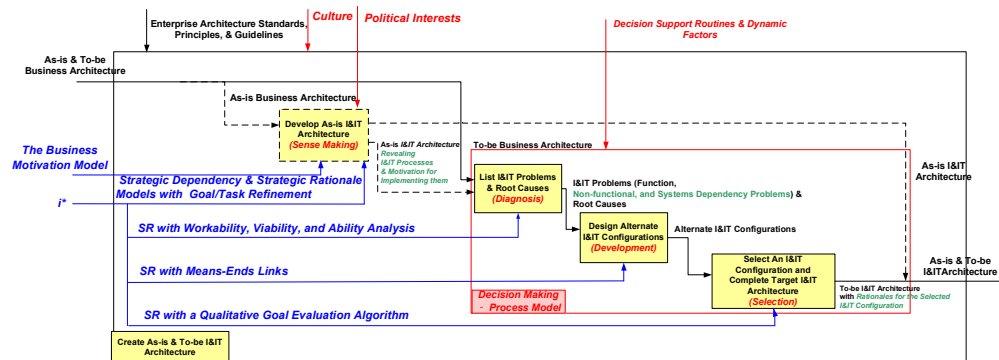 Enterprise Architecture Standards,
Principles, & Guidelines
Culture
Political Interests
Decision Support Routines & Dynamic
Factors
As-is & To-be
Business Architecture
As-is Business Architecture
Develop As-is I&IT
Architecture
(Sense Making)
As-is I&IT Architecture
Revealing
I&IT Processes
& Motivation for
Implementing them
To-be Business Architecture
As-is I&IT
Architecture
The Business
Motivation Model
Strategic Dependency & Strategic Rationale
Models with Goal/Task Refinement
i*
List I&IT Problems
& Root Causes
(Diagnosis)
I&IT Problems (Function,
Non-functional, and Systems Dependency Problems) &
Root Causes
SR with Workability, Viability, and Ability Analysis
Design Alternate
I&IT Configurations
(Development)
Alternate I&IT Configurations
SR with Means-Ends Links
Select An I&IT
Configuration and
Complete Target I&IT
Architecture
(Selection)
As-is & To-be
I&ITArchitecture
To-be I&IT Architecture
with Rationales for the Selected
I&IT Configuration
Decision Making
- Process Model
SR with a Qualitative Goal Evaluation Algorithm
Create As-is & To-be I&IT
Architecture